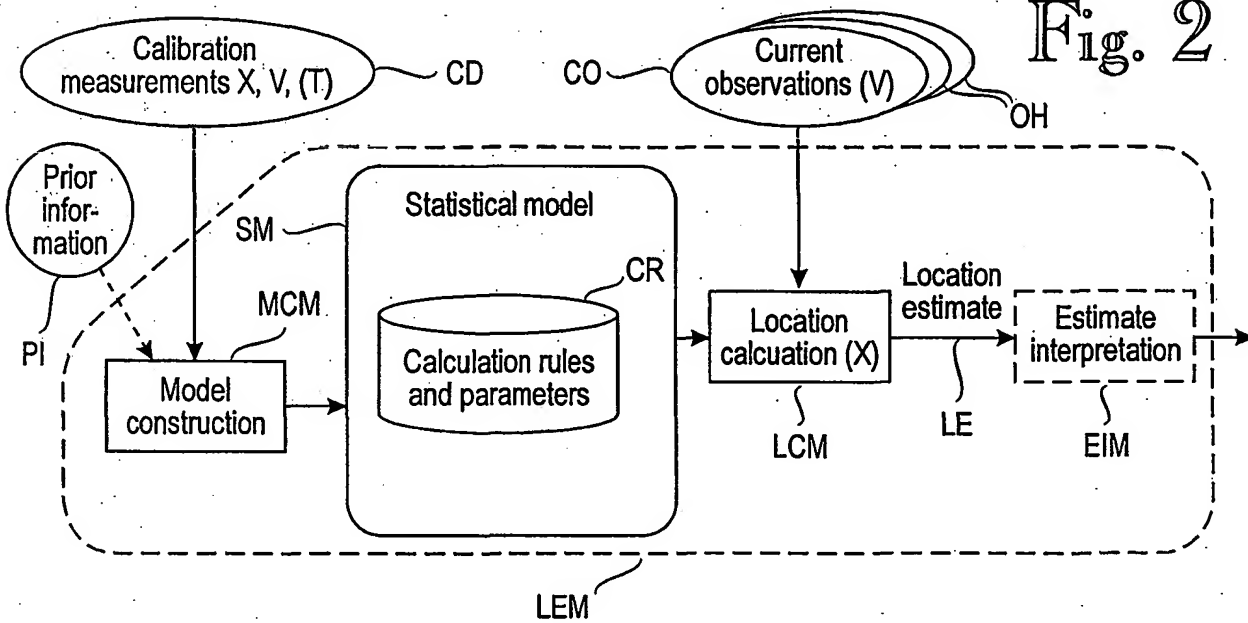 Fig. 2
Calibration
measurements X, V, (T)
CD
CO
Current
observations (V)
OH
Prior
infor-
mation
PI
SM
Statistical model
CR
MCM
Calculation rules
and parameters
Model
construction
Location
calcuation (X)
LCM
Location
estimate
LE
Estimate
interpretation
EIM
LEM